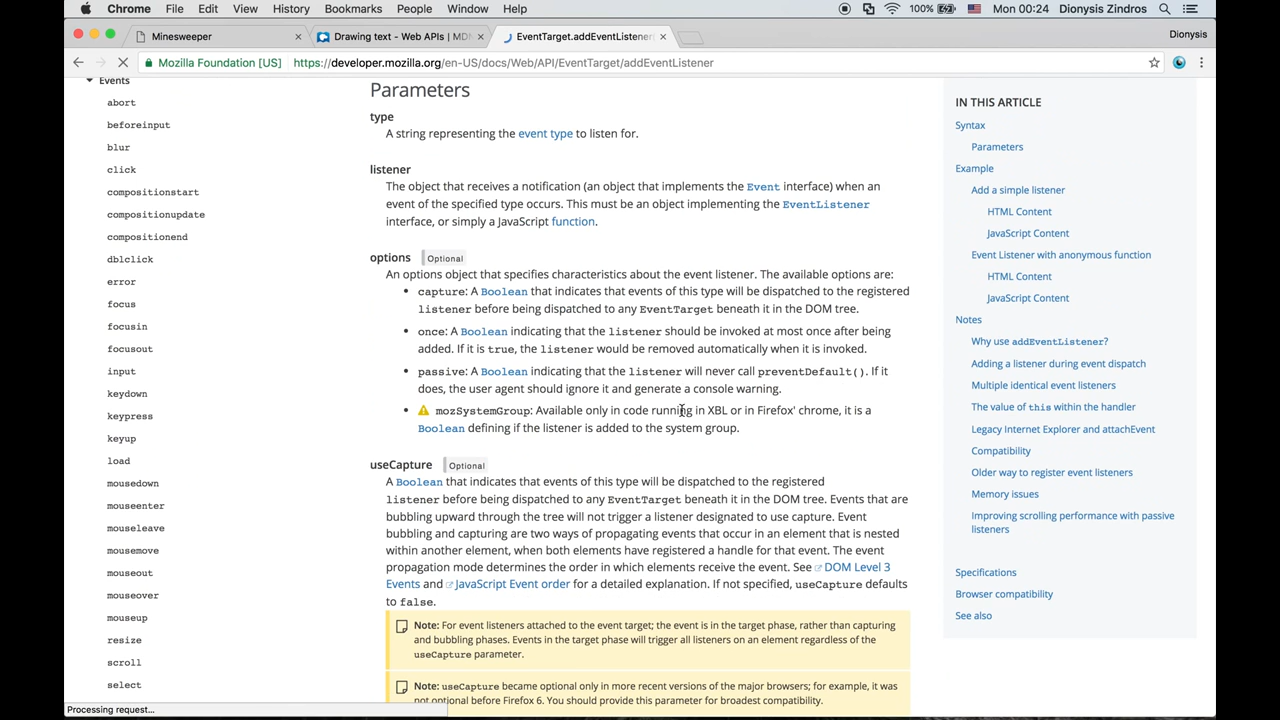 Chrome File Edit View History Bookmarks People Window Help 100% Mon 00:24 Dionysis Zindros
Minesweeper Drawing text - Web APIs | MDN EventTarget.addEventListener Dionysis
Mozilla Foundation [US] https://developer.mozilla.org/en-US/docs/Web/API/EventTarget/addEventListener
Events
abort
beforeinput
blur
click
compositionstart
compositionupdate
compositionend
dblclick
error
focus
focusin
focusout
input
keydown
keypress
keyup
load
mousedown
mouseenter
mouseleave
mousemove
mouseout
mouseover
mouseup
resize
scroll
select
Processing request...
Parameters
type
A string representing the event type to listen for.
listener
The object that receives a notification (an object that implements the Event interface) when an
event of the specified type occurs. This must be an object implementing the EventListener
interface, or simply a JavaScript function.
options Optional
An options object that specifies characteristics about the event listener. The available options are:
• capture: A Boolean that indicates that events of this type will be dispatched to the registered
listener before being dispatched to any EventTarget beneath it in the DOM tree.
• once: A Boolean indicating that the listener should be invoked at most once after being
added. If it is true, the listener would be removed automatically when it is invoked.
• passive: A Boolean indicating that the listener will never call preventDefault(). If it
does, the user agent should ignore it and generate a console warning.
• mozSystemGroup: Available only in code running in XBL or in Firefox' chrome, it is a
Boolean defining if the listener is added to the system group.
useCapture Optional
A Boolean that indicates that events of this type will be dispatched to the registered
listener before being dispatched to any EventTarget beneath it in the DOM tree. Events that are
bubbling upward through the tree will not trigger a listener designated to use capture. Event
bubbling and capturing are two ways of propagating events that occur in an element that is nested
within another element, when both elements have registered a handle for that event. The event
propagation mode determines the order in which elements receive the event. See DOM Level 3
Events and JavaScript Event order for a detailed explanation. If not specified, useCapture defaults
to false.
Note: For event listeners attached to the event target; the event is in the target phase, rather than capturing
and bubbling phases. Events in the target phase will trigger all listeners on an element regardless of the
useCapture parameter.
Note: useCapture became optional only in more recent versions of the major browsers; for example, it was
not optional before Firefox 6. You should provide this parameter for broadest compatibility.
IN THIS ARTICLE
Syntax
Parameters
Example
Add a simple listener
HTML Content
JavaScript Content
Event Listener with anonymous function
HTML Content
JavaScript Content
Notes
Why use addEventListener?
Adding a listener during event dispatch
Multiple identical event listeners
The value of this within the handler
Legacy Internet Explorer and attachEvent
Compatibility
Older way to register event listeners
Memory issues
Improving scrolling performance with passive
listeners
Specifications
Browser compatibility
See also